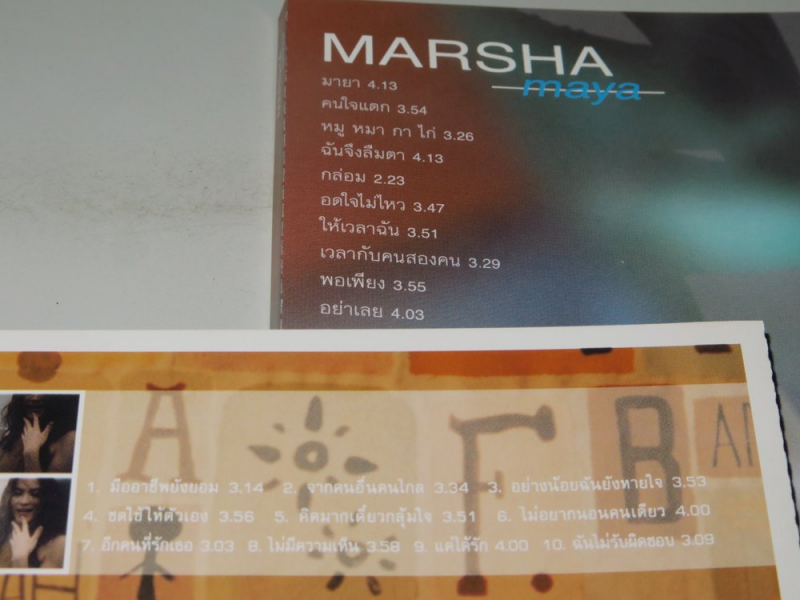 MARSHA
maya
มายา 4.13
คนใจแตก 3.54
หมู หมา กา ไก่ 3.26
ฉันจึงลืมตา 4.13
กล่อม 2.23
อดใจไม่ไหว 3.47
ให้เวลาฉัน 3.51
เวลากับคนสองคน 3.29
พอเพียง 3.55
อย่าเลย 4.03
A F B AM
1. มืออาชีพยังยอม 3.14 2. จากคนอื่นคนไกล 3.34 3. อย่างน้อยฉันยังหายใจ 3.53
4. ชดใช้ให้ตัวเอง 3.56 5. คิดมากเดี๋ยวกลุ้มใจ 3.51 6. ไม่อยากนอนคนเดียว 4.00
7. อีกคนที่รักเธอ 3.03 8. ไม่มีความเห็น 3.58 9. แค่ได้รัก 4.00 10. ฉันไม่รับผิดชอบ 3.09